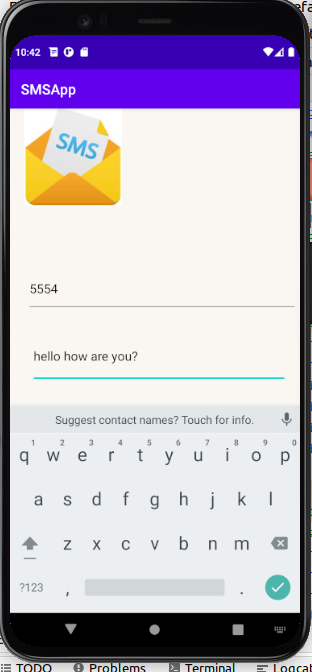 10:42
SMSApp
SMS
5554
hello how are you?
Suggest contact names? Touch for info.
1 2 3 4 5 6 7 8 9 0
q w e r t y u i o p
a s d f g h j k l
z x c v b n m
?123 , .
TODO Problems Terminal Logcat